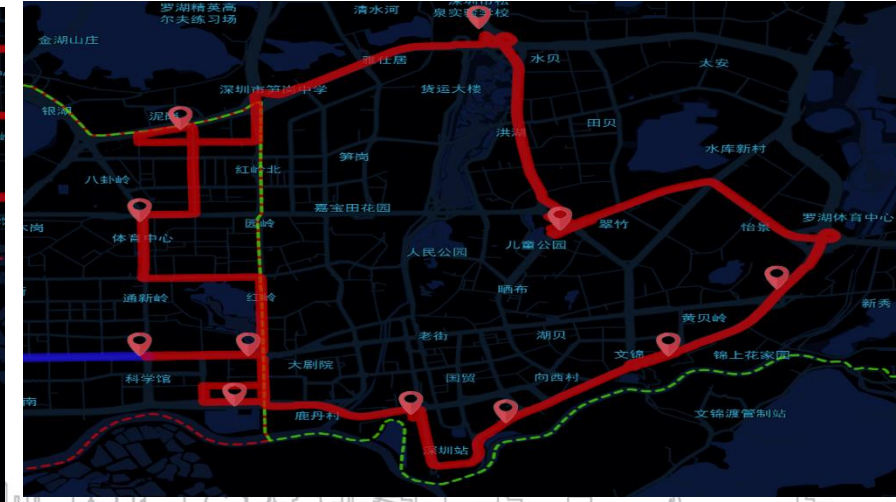 罗湖精英高
尔夫练习场
清水河
泉实验学校
金湖山庄
雅仕居
水贝
太安
深圳市笋岗中学
货运大楼
银湖
泥岗
洪湖
田贝
水库新村
笋岗
红岭北
八卦岭
嘉宝田花园
园岭
体育中心
人民公园
儿童公园
翠竹
怡景
罗湖体育中心
晒布
通新岭
红岭
新秀
黄贝岭
老街
湖贝
文锦
锦上花家园
大剧院
科学馆
国贸
向西村
南
鹿丹村
文锦渡管制站
深圳站